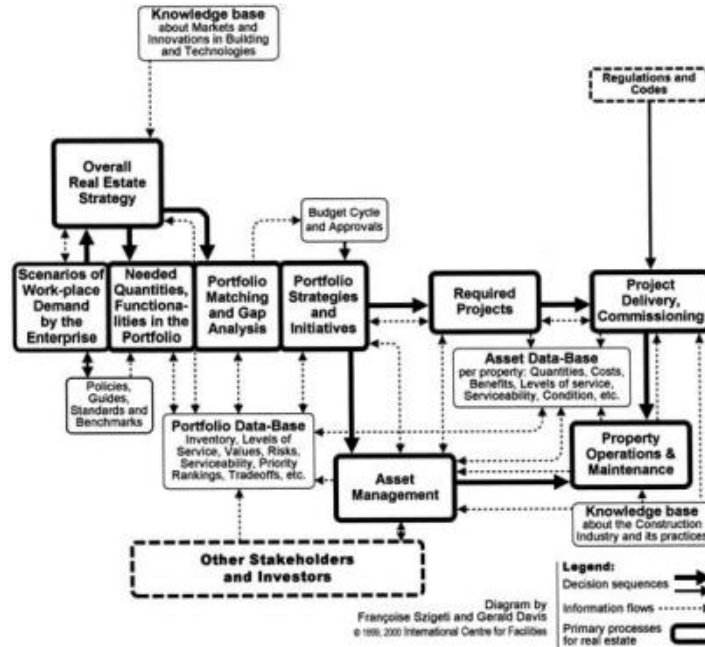 Knowledge base
about Markets and
Innovations in Building
and Technologies
Regulations and
Codes
Overall
Real Estate
Strategy
Budget Cycle
and Approvals
Scenarios of
Work-place
Demand
by the
Enterprise
Needed
Quantities,
Functiona-
lities in the
Portfolio
Portfolio
Matching
and Gap
Analysis
Portfolio
Strategies
and
Initiatives
Required
Projects
Project
Delivery,
Commissioning
Policies,
Guides,
Standards and
Benchmarks
Asset Data-Base
per property: Quantities, Costs,
Benefits, Levels of service,
Serviceability, Condition, etc.
Portfolio Data-Base
Inventory, Levels of
Service, Values, Risks,
Serviceability, Priority
Rankings, Tradeoffs, etc.
Asset
Management
Property
Operations &
Maintenance
Knowledge base
about the Construction
Industry and its practices
Other Stakeholders
and Investors
Diagram by
Françoise Szigeti and Gerald Davis
© 1999, 2000 International Centre for Facilities
Legend:
Decision sequences
Information flows
Primary processes
for real estate